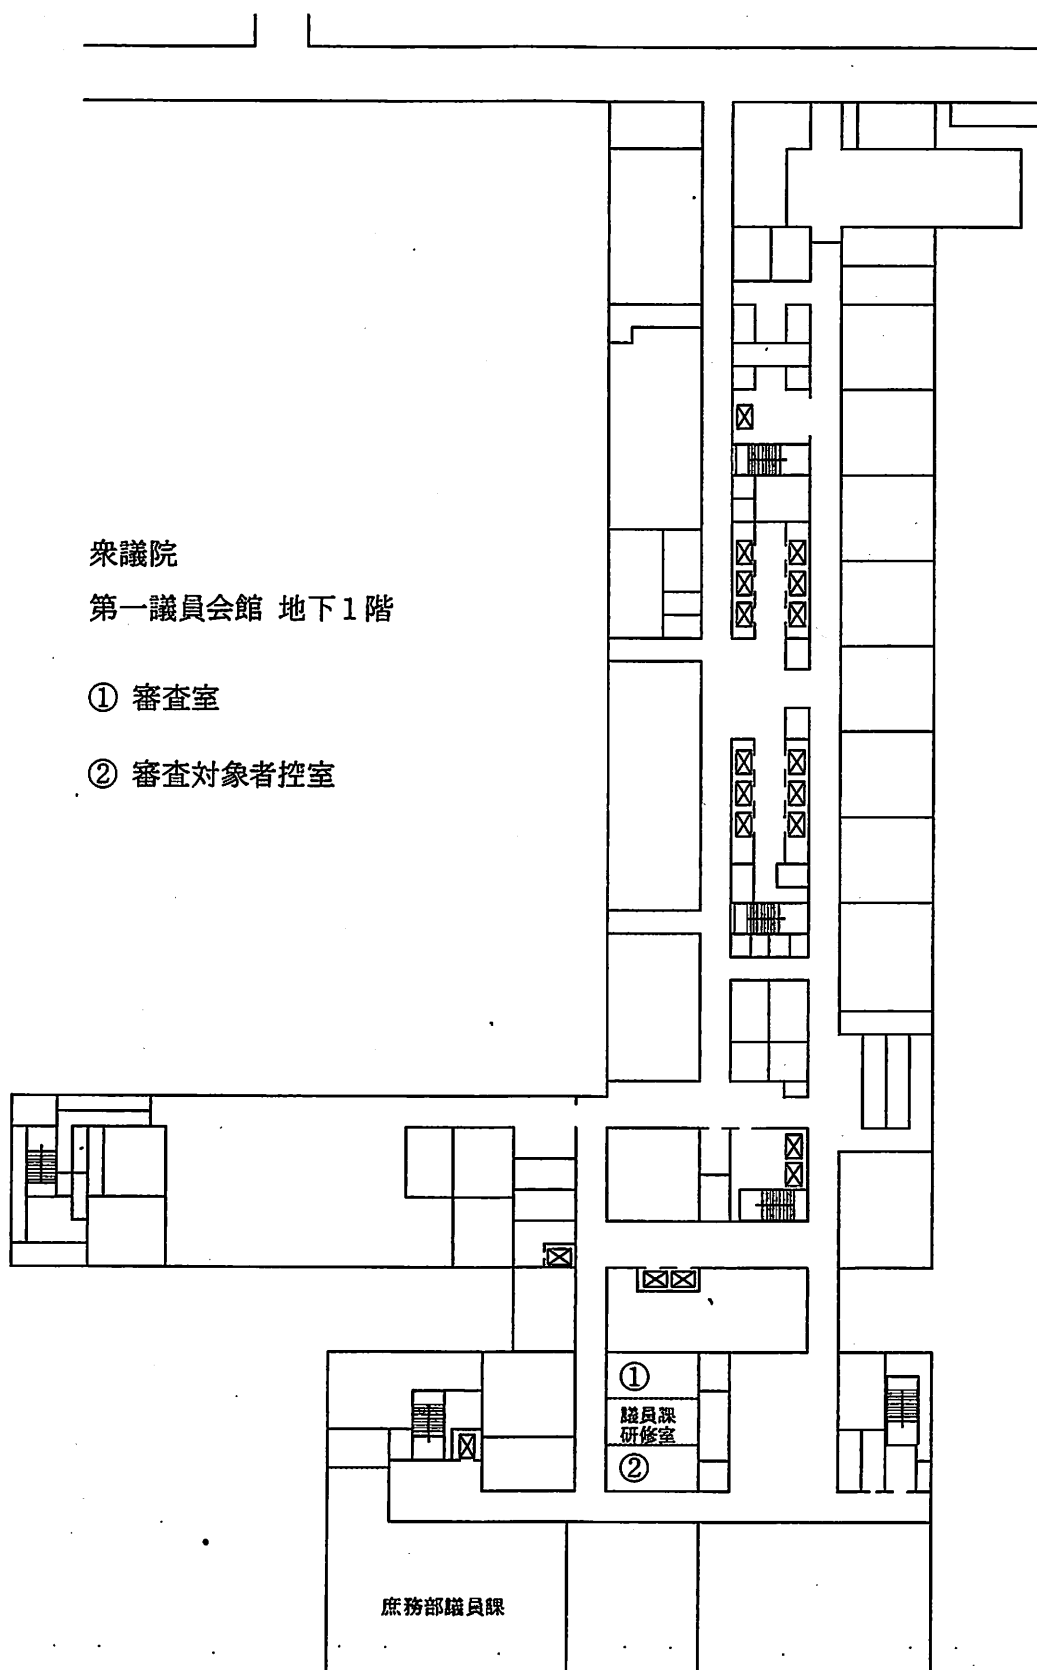 衆議院
第一議員会館 地下1階
① 審査室
② 審査対象者控室
①
議員課
研修室
②
庶務部議員課